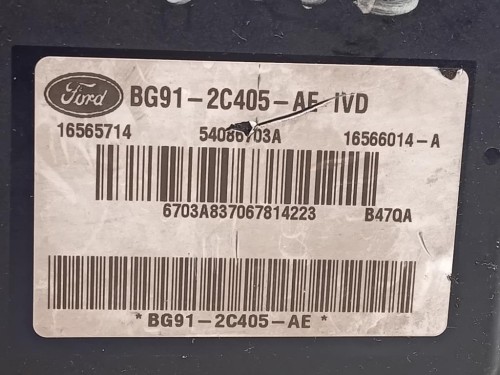 Ford BG91-2C405-AE IVD
16565714 54086703A 16566014-A
6703A837067814223 B47QA
*BG91-2C405-AE*